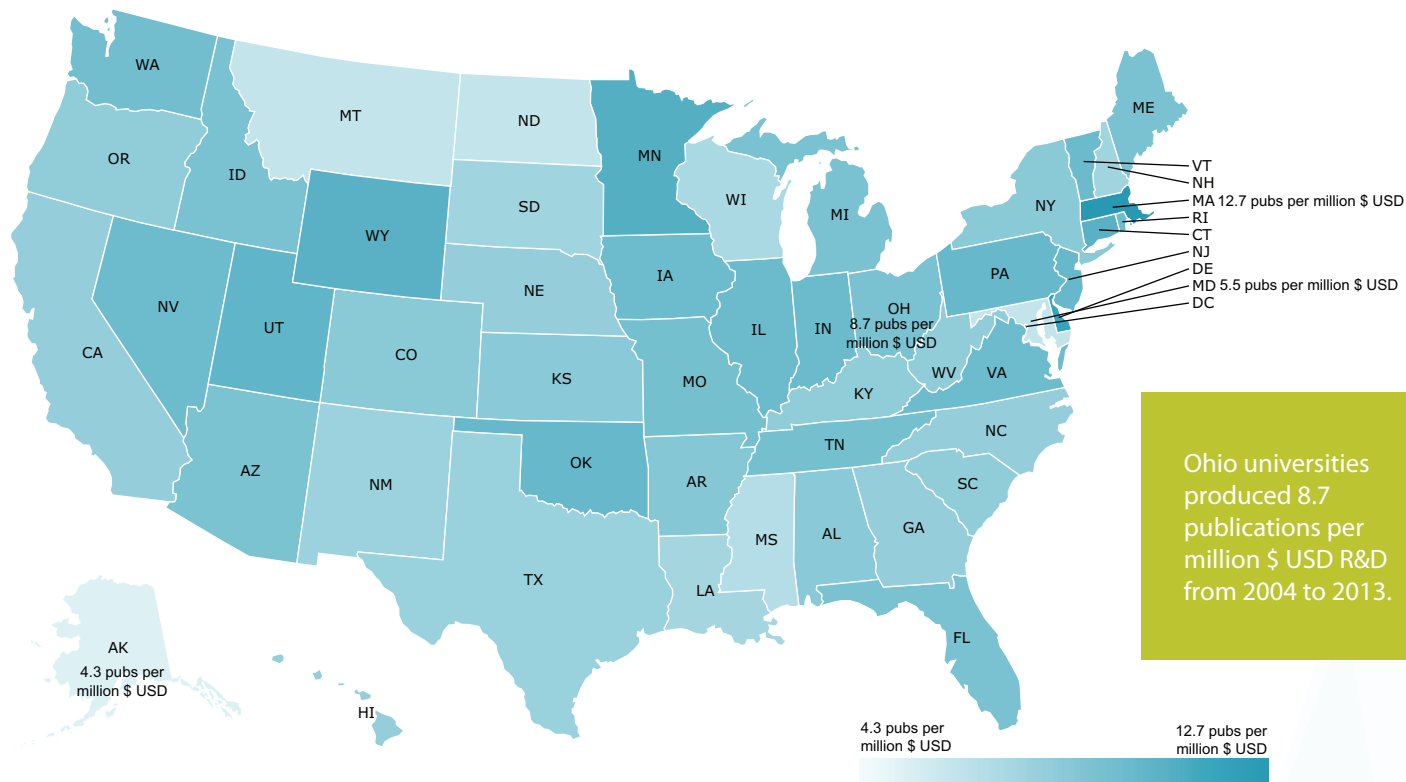 WA
MT
ND
ME
OR
ID
MN
VT
NH
MA 12.7 pubs per million $ USD
RI
CT
NJ
DE
MD 5.5 pubs per million $ USD
DC
WI
SD
NY
MI
WY
IA
PA
NE
NV
UT
IL
IN
OH
8.7 pubs per
million $ USD
CA
CO
WV
VA
KS
MO
KY
NC
TN
AZ
OK
NM
AR
SC
MS
AL
GA
TX
LA
FL
AK
4.3 pubs per
million $ USD
HI
Ohio universities
produced 8.7
publications per
million $ USD R&D
from 2004 to 2013.
4.3 pubs per
million $ USD
12.7 pubs per
million $ USD